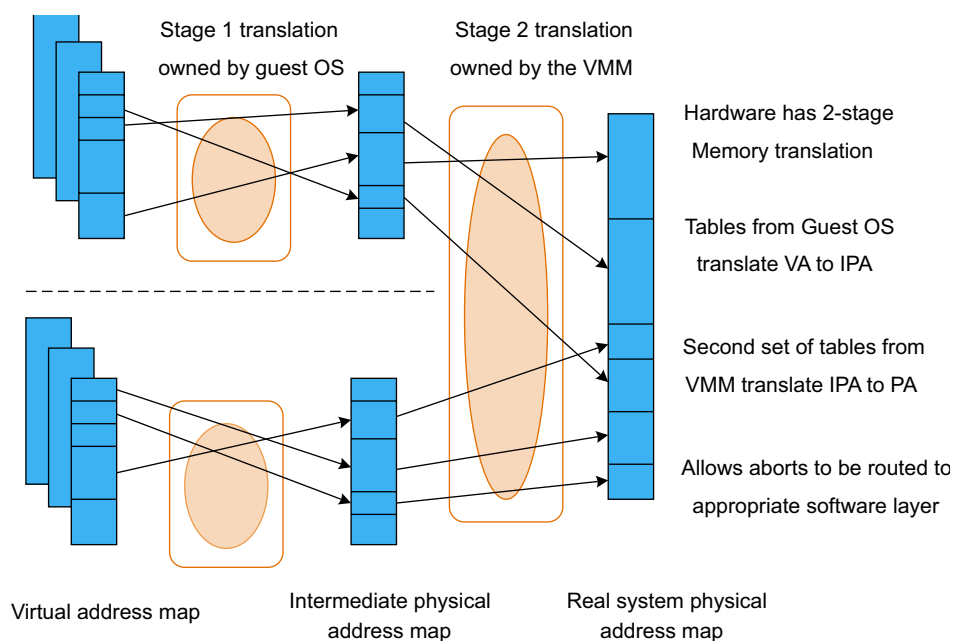 Stage 1 translation
owned by guest OS
Stage 2 translation
owned by the VMM
Hardware has 2-stage
Memory translation
Tables from Guest OS
translate VA to IPA
Second set of tables from
VMM translate IPA to PA
Allows aborts to be routed to
appropriate software layer
Virtual address map
Intermediate physical
address map
Real system physical
address map